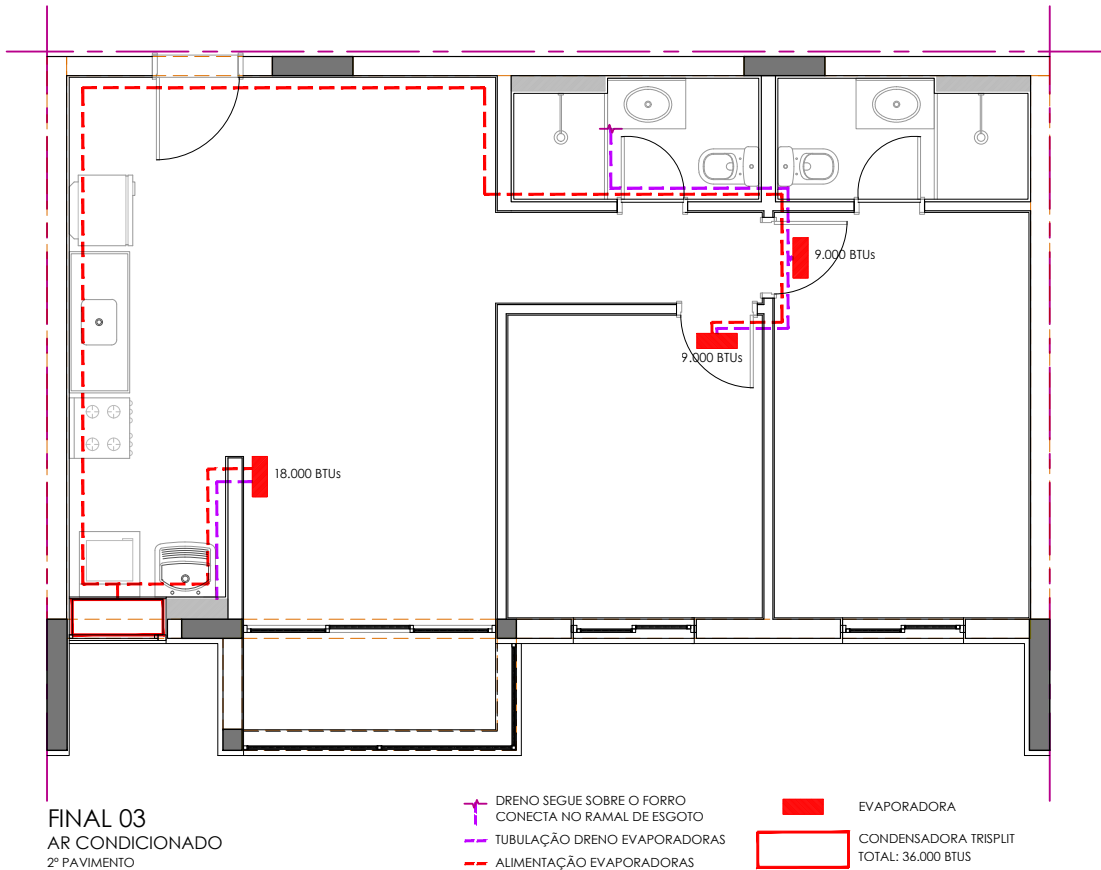 9.000 BTUs
9.000 BTUs
18.000 BTUs
FINAL 03
AR CONDICIONADO
2º PAVIMENTO
DRENO SEGUE SOBRE O FORRO
CONECTA NO RAMAL DE ESGOTO
TUBULAÇÃO DRENO EVAPORADORAS
ALIMENTAÇÃO EVAPORADORAS
EVAPORADORA
CONDENSADORA TRISPLIT
TOTAL: 36.000 BTUS